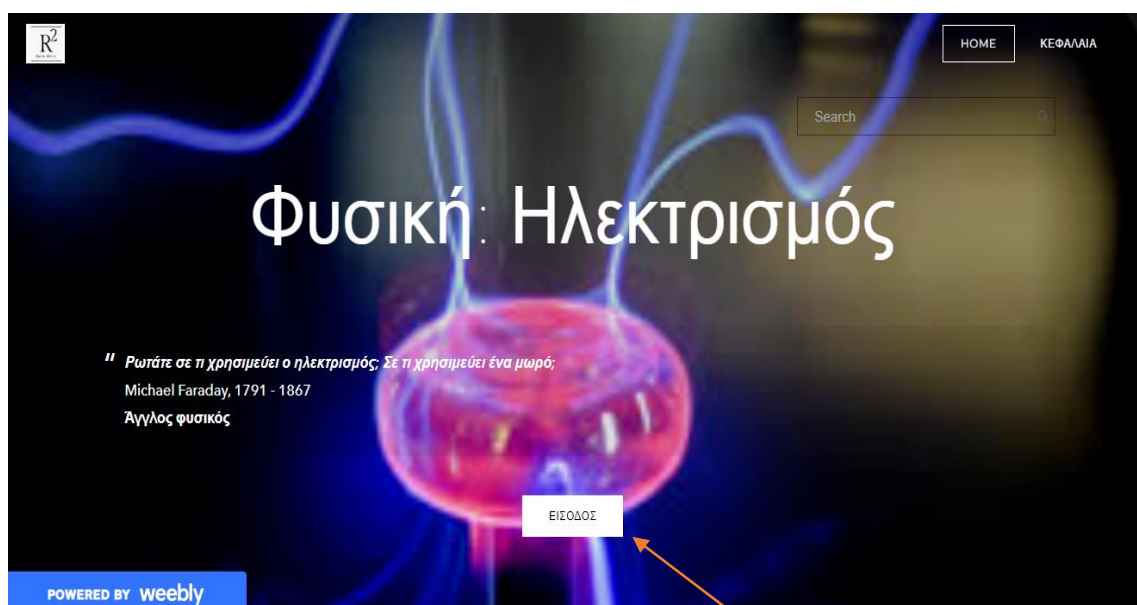 R²
HOME
ΚΕΦΑΛΑΙΑ
Search
Φυσική: Ηλεκτρισμός
" Ρωτάτε σε τι χρησιμεύει ο ηλεκτρισμός; Σε τι χρησιμεύει ένα μωρό;
Michael Faraday, 1791 - 1867
Άγγλος φυσικός
ΕΙΣΟΔΟΣ
POWERED BY weebly